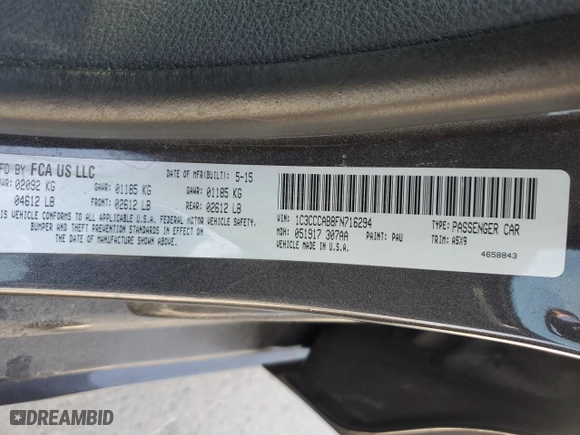 FD BY FCA US LLC DATE OF MFR(BUILT): 5-15
WR: 02092 KG GAWR: 01185 KG GAWR: 01185 KG
04612 LB FRONT: 02612 LB REAR: 02612 LB
IS VEHICLE CONFORMS TO ALL APPLICABLE U.S.A. FEDERAL MOTOR VEHICLE SAFETY,
BUMPER AND THEFT PREVENTION STANDARDS IN EFFECT ON
THE DATE OF MANUFACTURE SHOWN ABOVE.
VIN: 1C3CCCAB8FN716294 TYPE: PASSENGER CAR
MDH: 051917 307AA PAINT: PAU TRIM: A5X9
MADE IN U.S.A.
4658843
DREAMBID